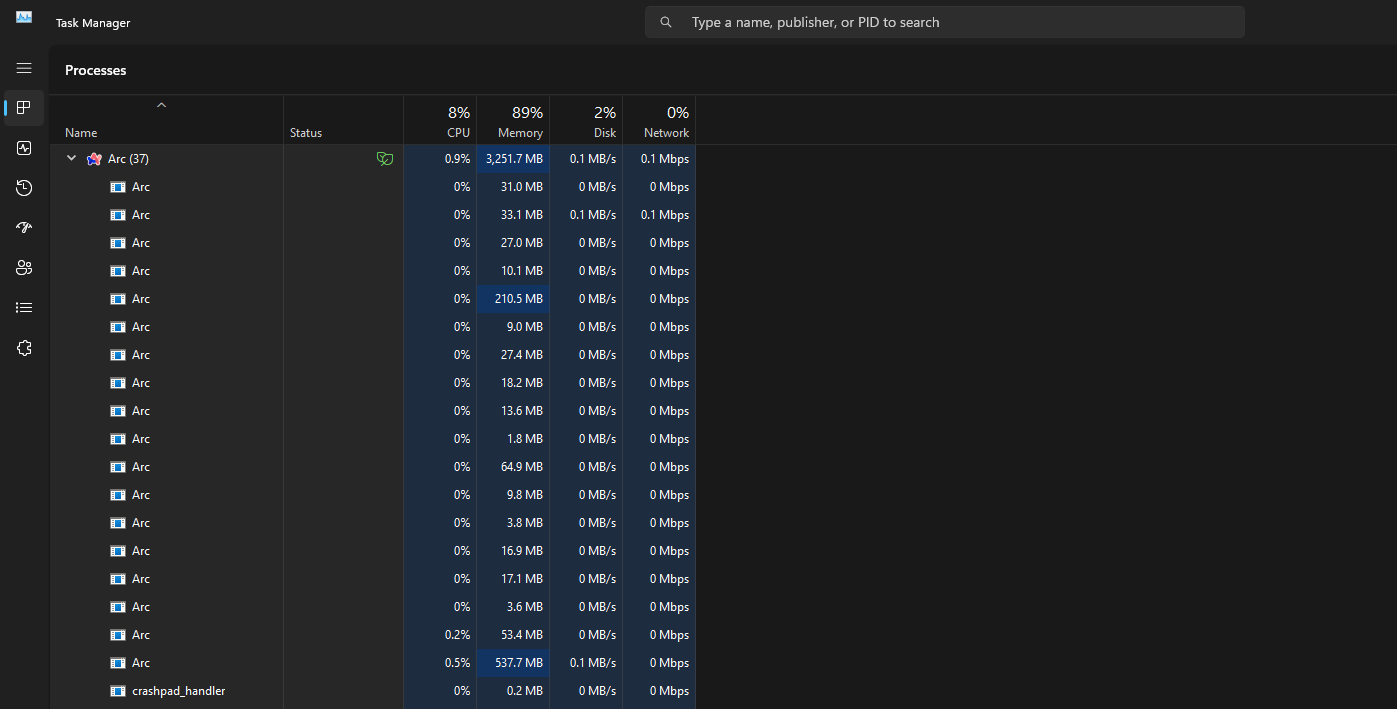 Task Manager
Type a name, publisher, or PID to search
Processes
8% 89% 2% 0%
Name Status CPU Memory Disk Network
Arc (37) 0.9% 3,251.7 MB 0.1 MB/s 0.1 Mbps
Arc 0% 31.0 MB 0 MB/s 0 Mbps
Arc 0% 33.1 MB 0.1 MB/s 0.1 Mbps
Arc 0% 27.0 MB 0 MB/s 0 Mbps
Arc 0% 10.1 MB 0 MB/s 0 Mbps
Arc 0% 210.5 MB 0 MB/s 0 Mbps
Arc 0% 9.0 MB 0 MB/s 0 Mbps
Arc 0% 27.4 MB 0 MB/s 0 Mbps
Arc 0% 18.2 MB 0 MB/s 0 Mbps
Arc 0% 13.6 MB 0 MB/s 0 Mbps
Arc 0% 1.8 MB 0 MB/s 0 Mbps
Arc 0% 64.9 MB 0 MB/s 0 Mbps
Arc 0% 9.8 MB 0 MB/s 0 Mbps
Arc 0% 3.8 MB 0 MB/s 0 Mbps
Arc 0% 16.9 MB 0 MB/s 0 Mbps
Arc 0% 17.1 MB 0 MB/s 0 Mbps
Arc 0% 3.6 MB 0 MB/s 0 Mbps
Arc 0.2% 53.4 MB 0 MB/s 0 Mbps
Arc 0.5% 537.7 MB 0.1 MB/s 0 Mbps
crashpad_handler 0% 0.2 MB 0 MB/s 0 Mbps